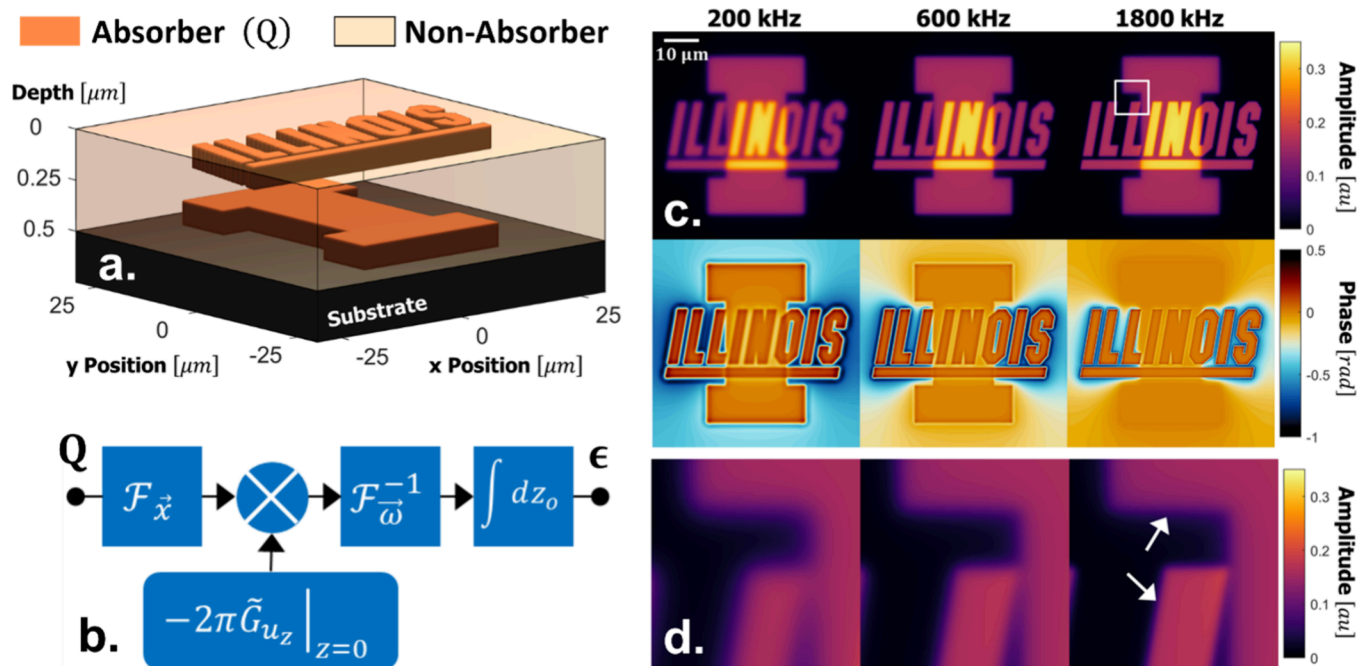 Absorber (Q) Non-Absorber
Depth [μm]
0
0.25
0.5
a.
Substrate
25
0
-25
y Position [μm]
-25
0
25
x Position [μm]
Q
ℱ_x⃗
ℱ_ω⃗^{-1}
∫ dz_o
ϵ
-2πG̃_{u_z}|_{z=0}
b.
200 kHz 600 kHz 1800 kHz
10 μm
ILLINOIS ILLINOIS ILLINOIS
c.
0.3
0.2
0.1
0
Amplitude [au]
ILLINOIS ILLINOIS ILLINOIS
0.5
0
-0.5
-1
Phase [rad]
d.
0.3
0.2
0.1
0
Amplitude [au]